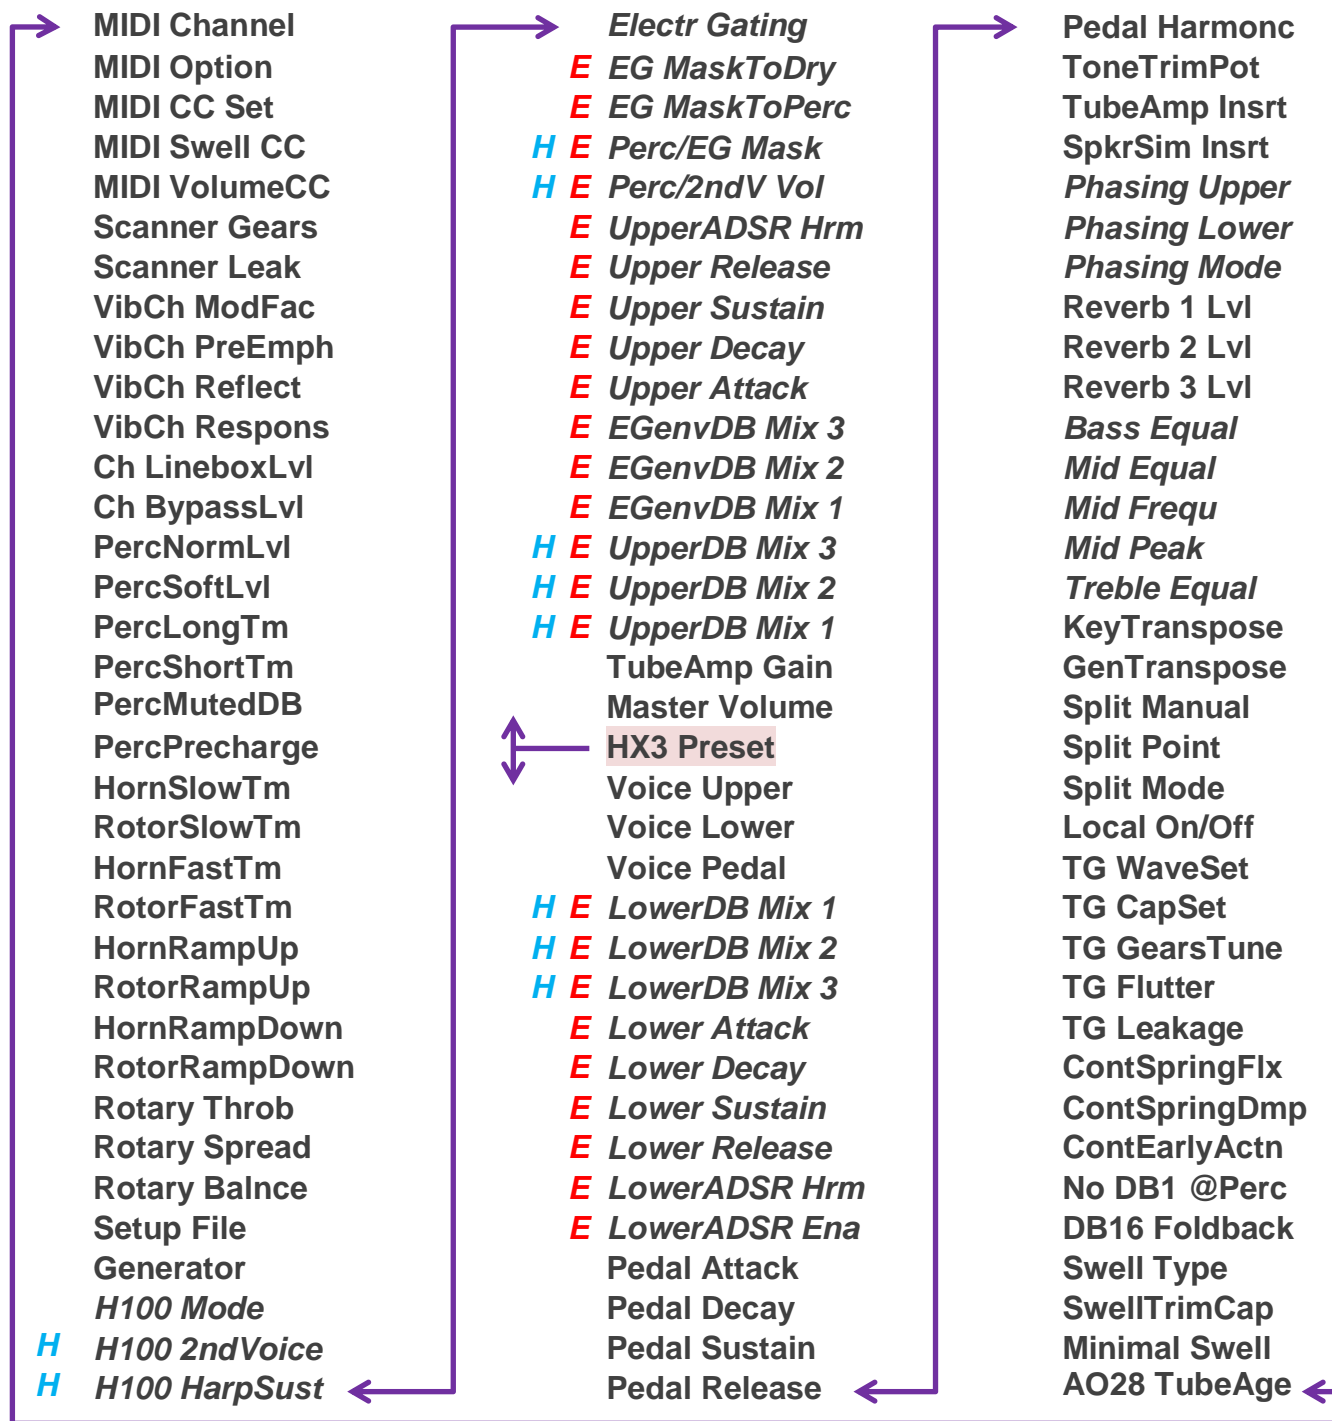 MIDI Channel
MIDI Option
MIDI CC Set
MIDI Swell CC
MIDI VolumeCC
Scanner Gears
Scanner Leak
VibCh ModFac
VibCh PreEmph
VibCh Reflect
VibCh Respons
Ch LineboxLvl
Ch BypassLvl
PercNormLvl
PercSoftLvl
PercLongTm
PercShortTm
PercMutedDB
PercPrecharge
HornSlowTm
RotorSlowTm
HornFastTm
RotorFastTm
HornRampUp
RotorRampUp
HornRampDown
RotorRampDown
Rotary Throb
Rotary Spread
Rotary Balnce
Setup File
Generator
H100 Mode
H H100 2ndVoice
H H100 HarpSust
Electr Gating
E EG MaskToDry
E EG MaskToPerc
H E Perc/EG Mask
H E Perc/2ndV Vol
E UpperADSR Hrm
E Upper Release
E Upper Sustain
E Upper Decay
E Upper Attack
E EGenvDB Mix 3
E EGenvDB Mix 2
E EGenvDB Mix 1
H E UpperDB Mix 3
H E UpperDB Mix 2
H E UpperDB Mix 1
TubeAmp Gain
Master Volume
HX3 Preset
Voice Upper
Voice Lower
Voice Pedal
H E LowerDB Mix 1
H E LowerDB Mix 2
H E LowerDB Mix 3
E Lower Attack
E Lower Decay
E Lower Sustain
E Lower Release
E LowerADSR Hrm
E LowerADSR Ena
Pedal Attack
Pedal Decay
Pedal Sustain
Pedal Release
Pedal Harmonc
ToneTrimPot
TubeAmp Insrt
SpkrSim Insrt
Phasing Upper
Phasing Lower
Phasing Mode
Reverb 1 Lvl
Reverb 2 Lvl
Reverb 3 Lvl
Bass Equal
Mid Equal
Mid Frequ
Mid Peak
Treble Equal
KeyTranspose
GenTranspose
Split Manual
Split Point
Split Mode
Local On/Off
TG WaveSet
TG CapSet
TG GearsTune
TG Flutter
TG Leakage
ContSpringFlx
ContSpringDmp
ContEarlyActn
No DB1 @Perc
DB16 Foldback
Swell Type
SwellTrimCap
Minimal Swell
AO28 TubeAge